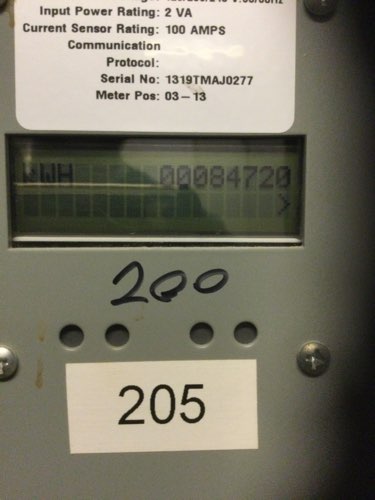 Input Power Rating: 2 VA
Current Sensor Rating: 100 AMPS
Communication
Protocol:
Serial No: 1319TMAJ0277
Meter Pos: 03-13
00084720
>
200
205